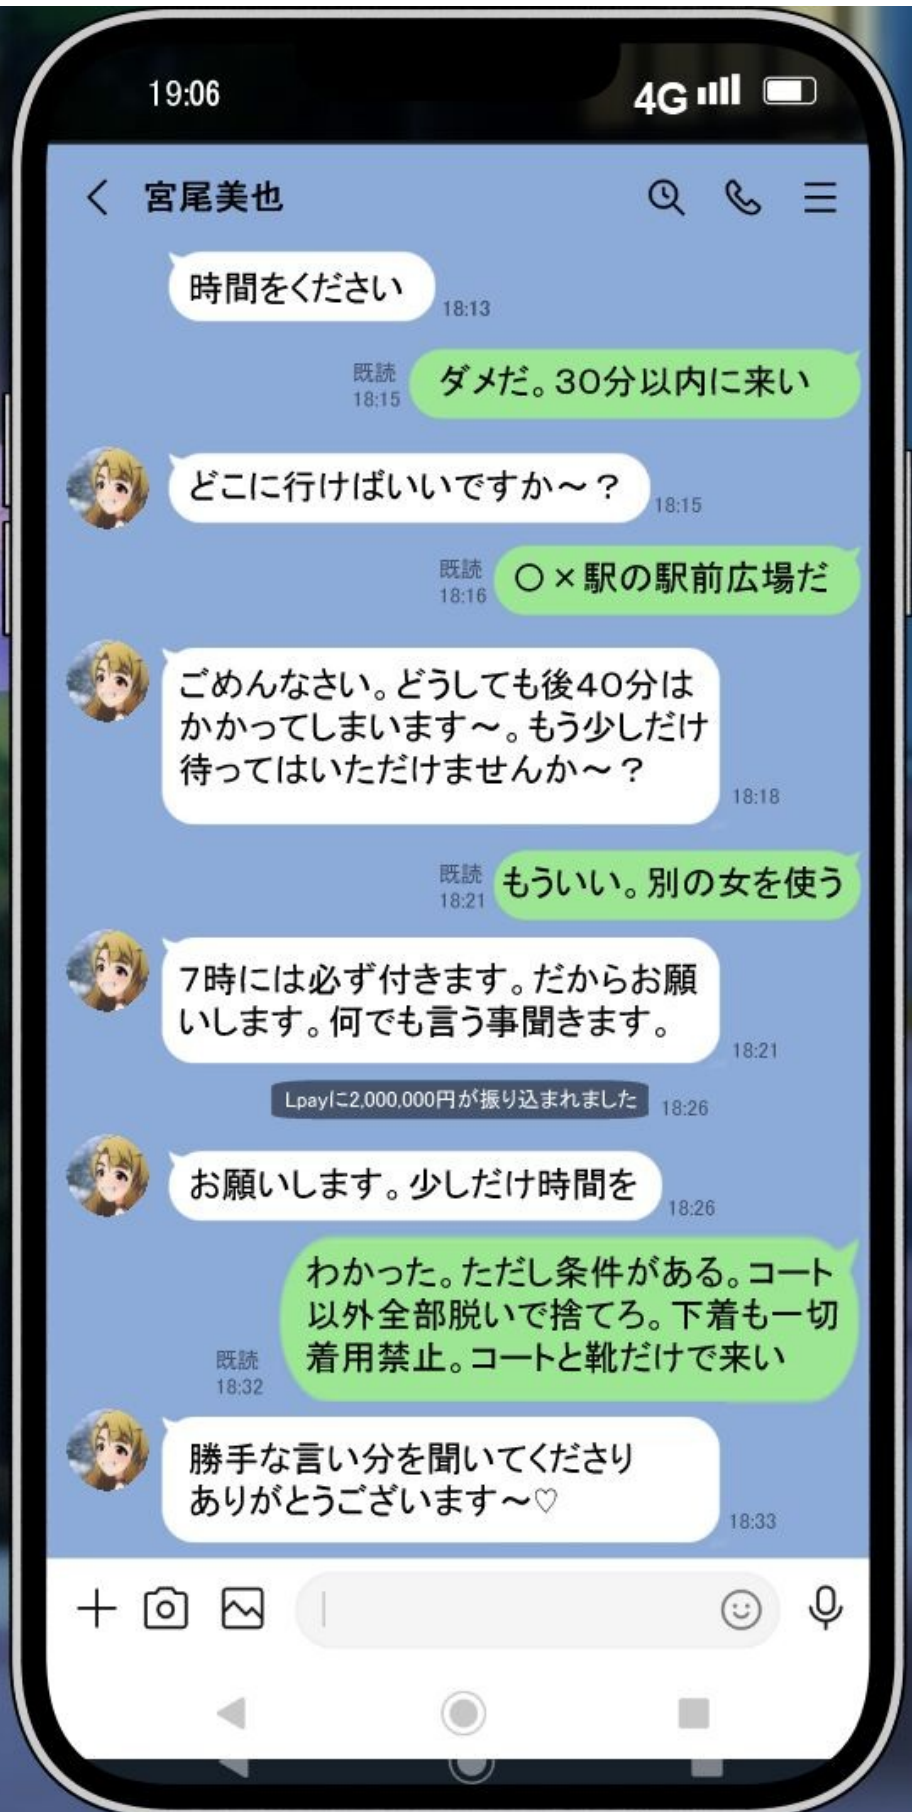 19:06
4G
宮尾美也
時間をください
18:13
既読
18:15
ダメだ。30分以内に来い
どこに行けばいいですか～？
18:15
既読
18:16
○×駅の駅前広場だ
ごめんなさい。どうしても後40分は
かかってしまいます～。もう少しだけ
待ってはいただけませんか～？
18:18
既読
18:21
もういい。別の女を使う
7時には必ず付きます。だからお願
いします。何でも言う事聞きます。
18:21
Lpayに2,000,000円が振り込まれました
18:26
お願いします。少しだけ時間を
18:26
わかった。ただし条件がある。コート
以外全部脱いで捨てろ。下着も一切
着用禁止。コートと靴だけで来い
既読
18:32
勝手な言い分を聞いてくださり
ありがとうございます～♡
18:33